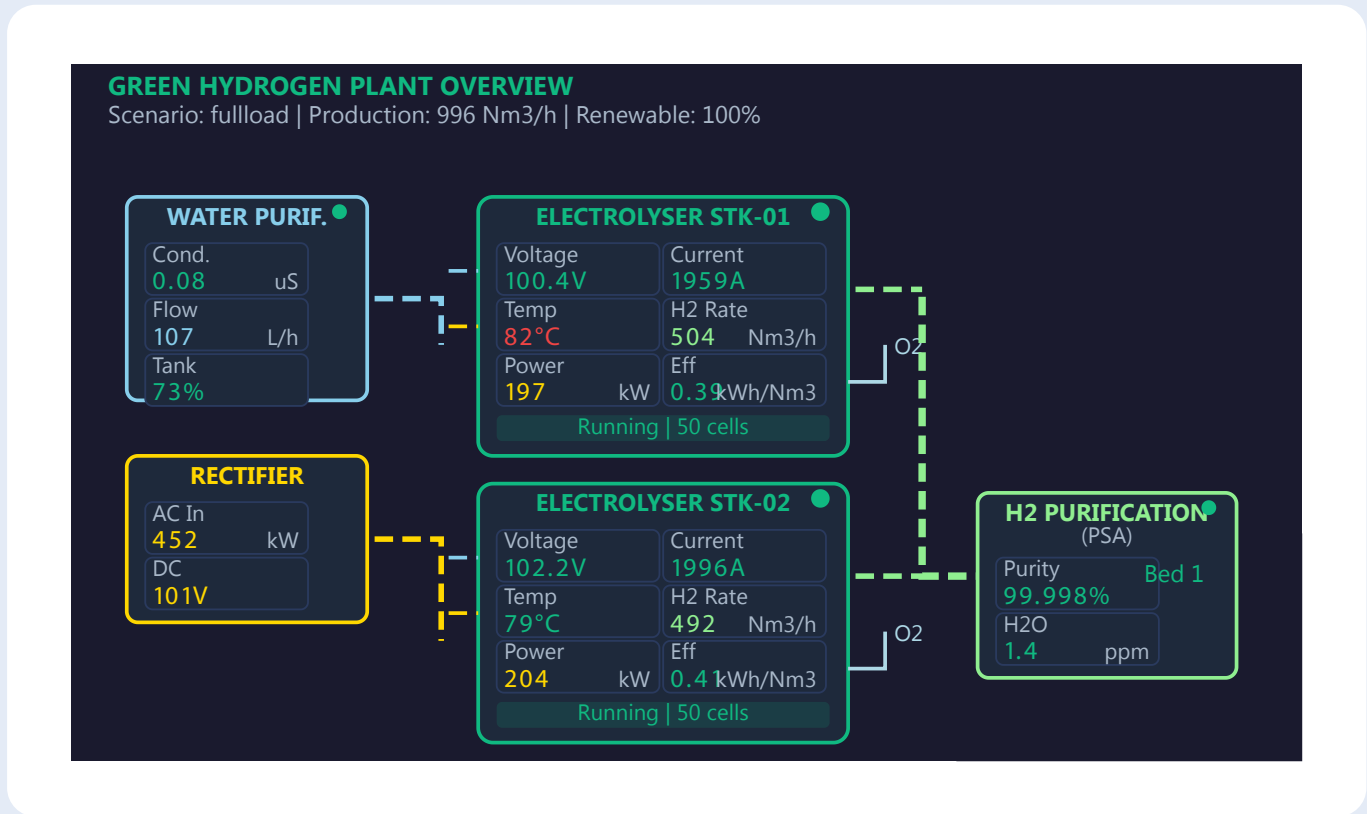 GREEN HYDROGEN PLANT OVERVIEW
Scenario: fullload | Production: 996 Nm3/h | Renewable: 100%
WATER PURIF.
Cond.
0.08 uS
Flow
107 L/h
Tank
73%
RECTIFIER
AC In
452 kW
DC
101V
ELECTROLYSER STK-01
Voltage
100.4V
Current
1959A
Temp
82°C
H2 Rate
504 Nm3/h
Power
197 kW
Eff
0.39 kWh/Nm3
Running | 50 cells
O2
ELECTROLYSER STK-02
Voltage
102.2V
Current
1996A
Temp
79°C
H2 Rate
492 Nm3/h
Power
204 kW
Eff
0.41 kWh/Nm3
Running | 50 cells
O2
H2 PURIFICATION
(PSA)
Purity
99.998%
Bed 1
H2O
1.4 ppm